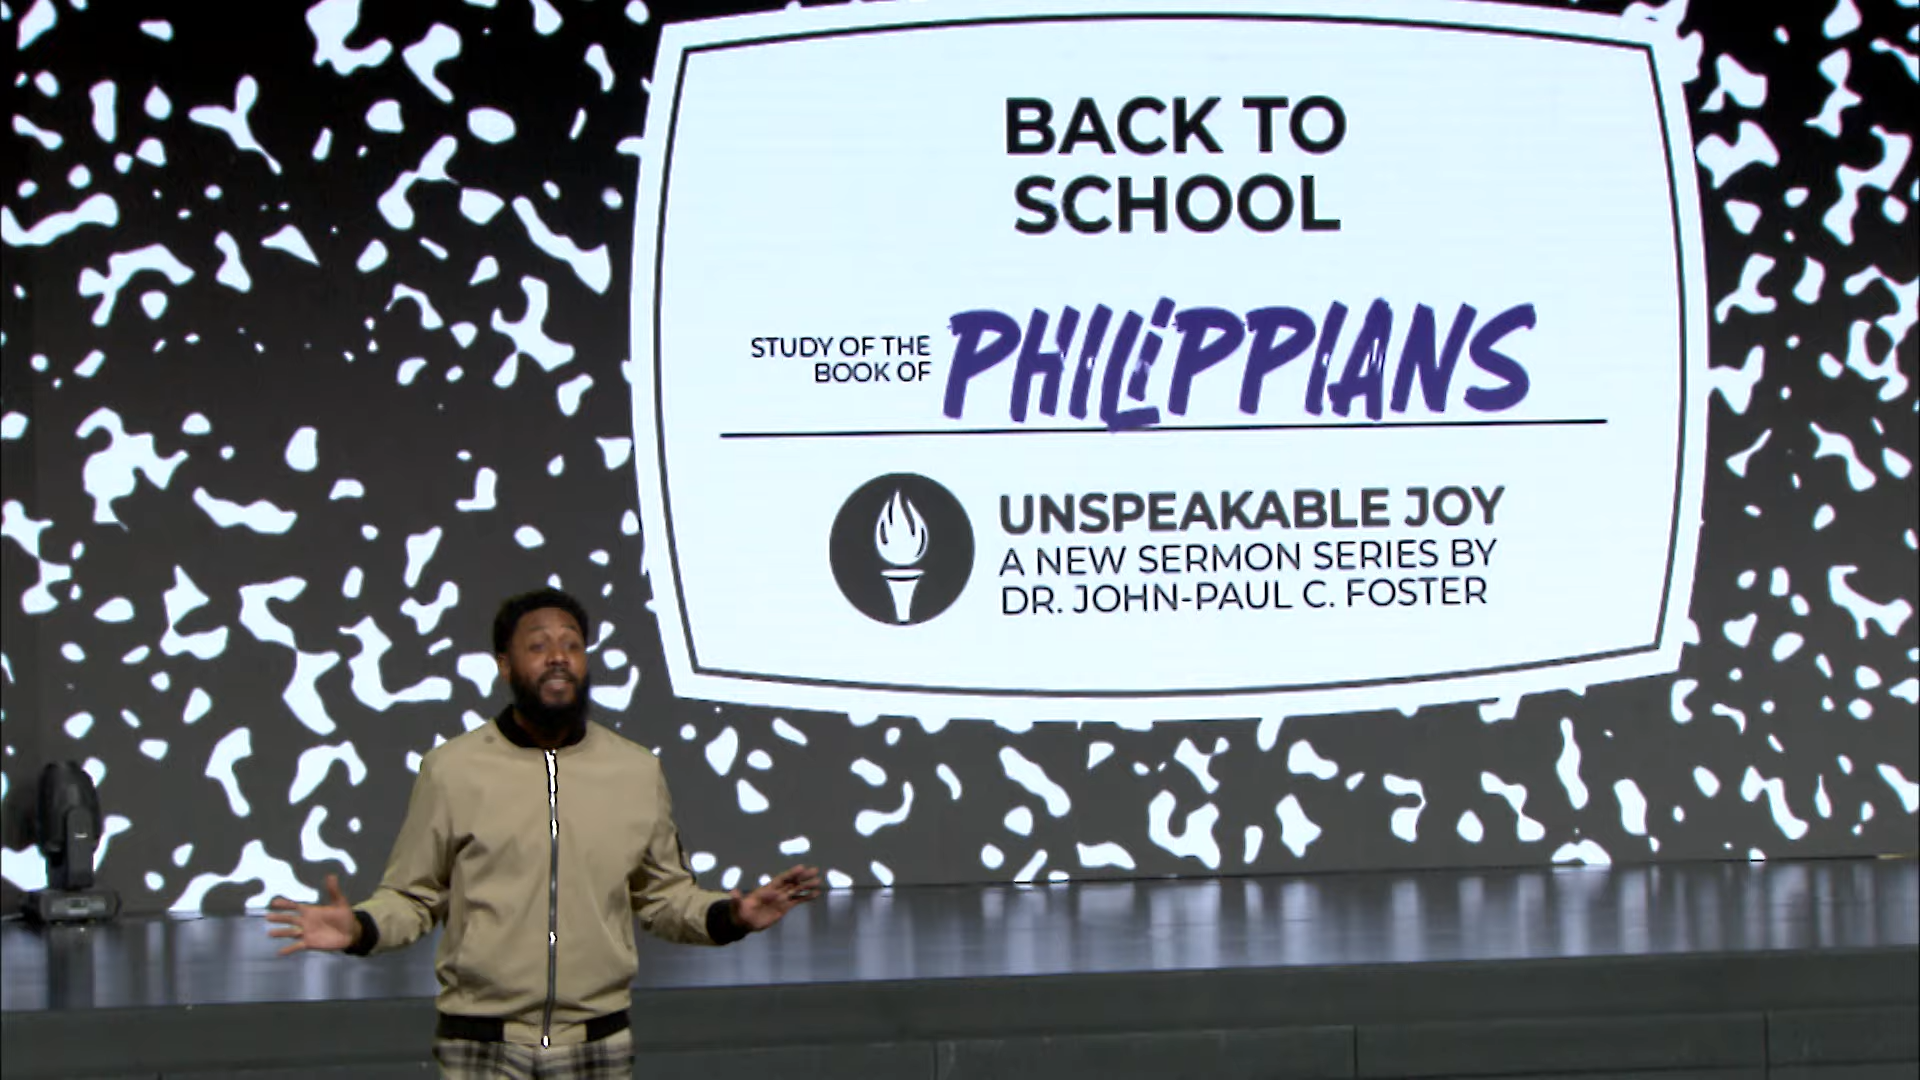 BACK TO
SCHOOL
STUDY OF THE
BOOK OF
PHILIPPIANS
UNSPEAKABLE JOY
A NEW SERMON SERIES BY
DR. JOHN-PAUL C. FOSTER